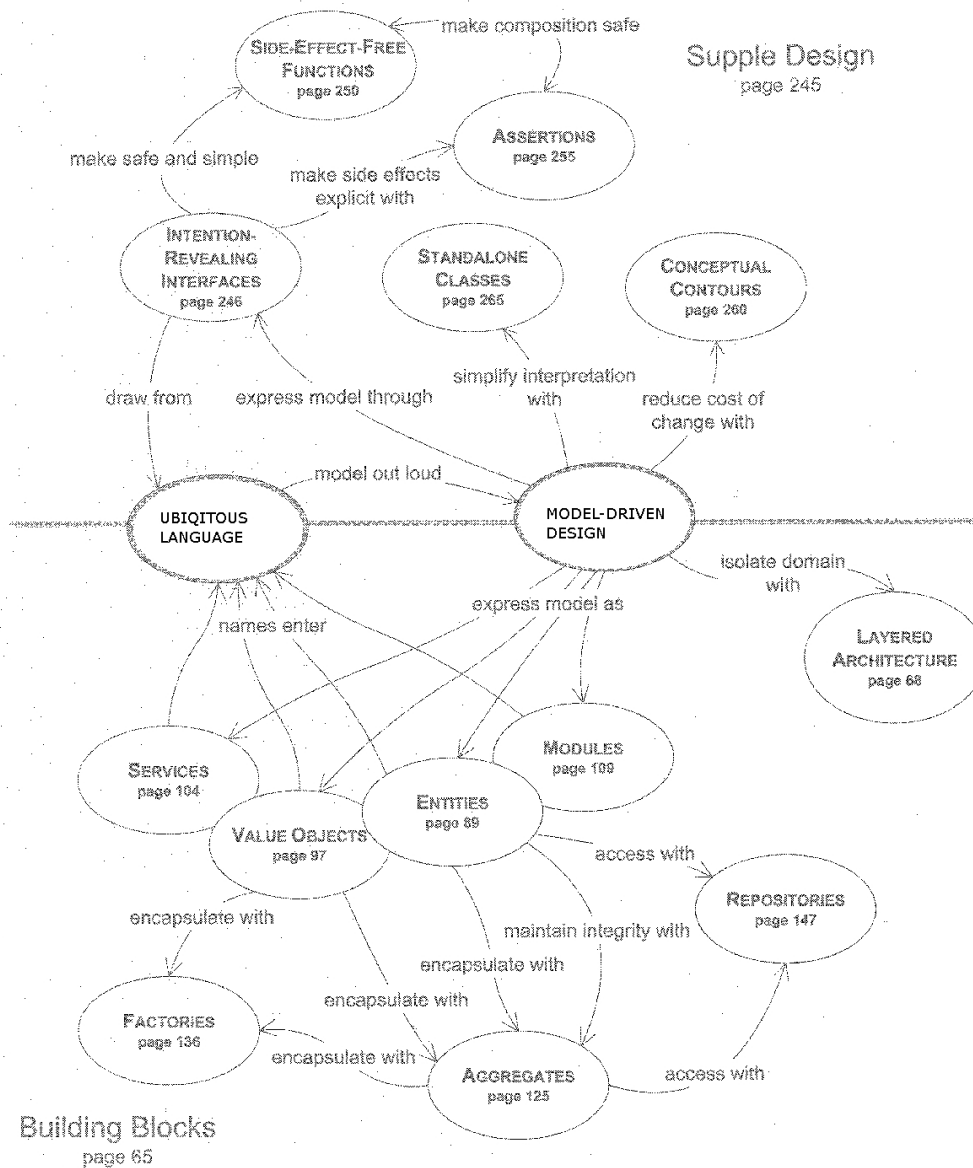 make composition safe
SIDE-EFFECT-FREE
FUNCTIONS
page 250
Supple Design
page 245
ASSERTIONS
page 255
make safe and simple
make side effects
explicit with
INTENTION-
REVEALING
INTERFACES
page 246
STANDALONE
CLASSES
page 265
CONCEPTUAL
CONTOURS
page 260
draw from
express model through
simplify interpretation
with
reduce cost of
change with
model out loud
UBIQITOUS
LANGUAGE
MODEL-DRIVEN
DESIGN
isolate domain
with
names enter
express model as
LAYERED
ARCHITECTURE
page 68
SERVICES
page 104
MODULES
page 109
VALUE OBJECTS
page 97
ENTITIES
page 89
access with
REPOSITORIES
page 147
encapsulate with
maintain integrity with
encapsulate with
encapsulate with
FACTORIES
page 136
encapsulate with
AGGREGATES
page 125
access with
Building Blocks
page 65